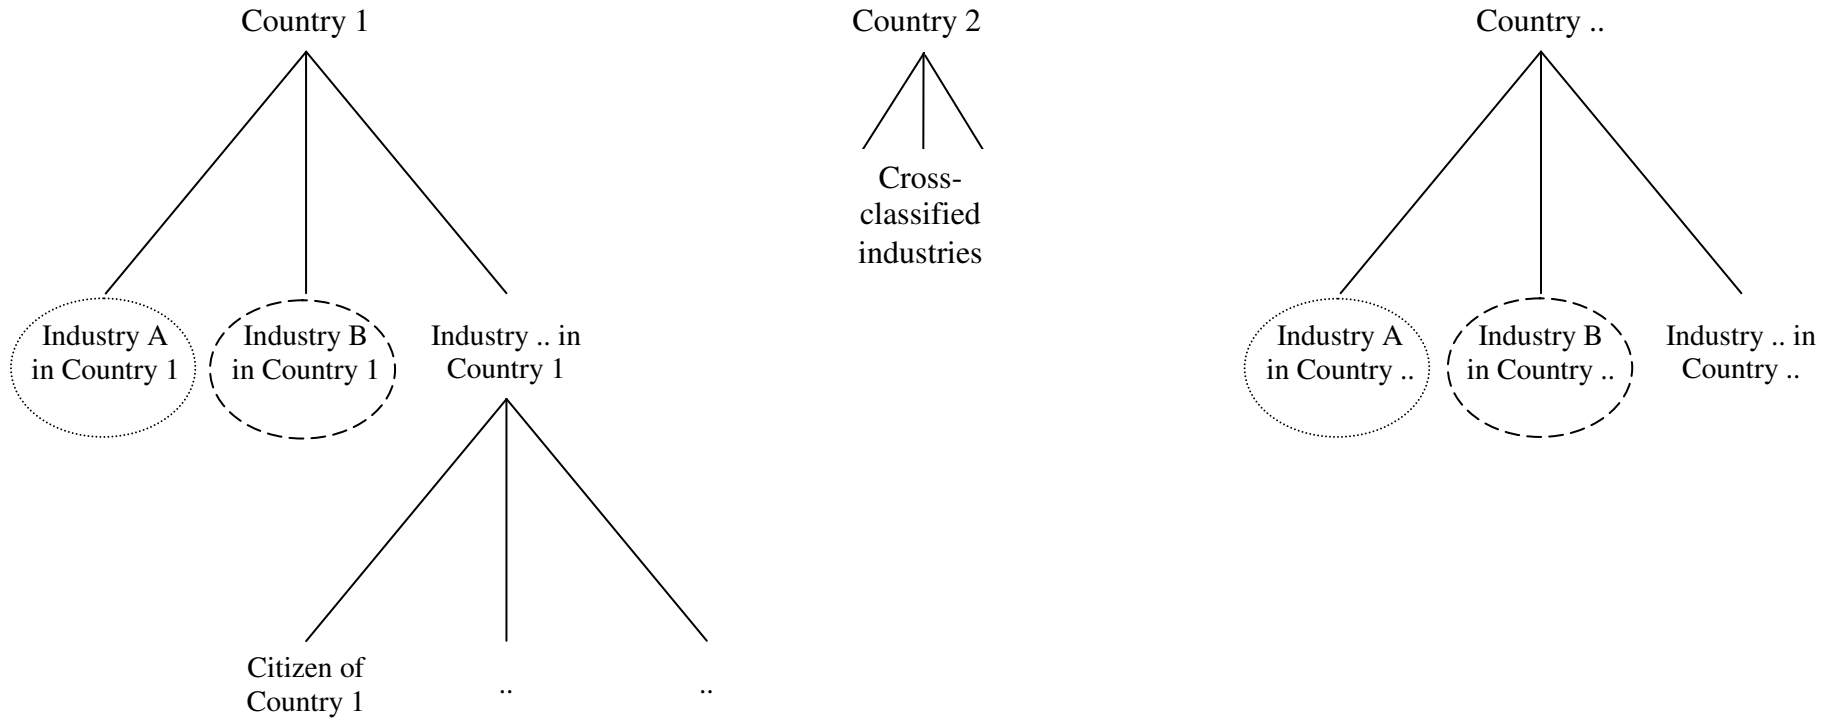 Country 1
Country 2
Country ..
Cross-
classified
industries
Industry A
in Country 1
Industry B
in Country 1
Industry .. in
Country 1
Industry A
in Country ..
Industry B
in Country ..
Industry .. in
Country ..
Citizen of
Country 1
..
..